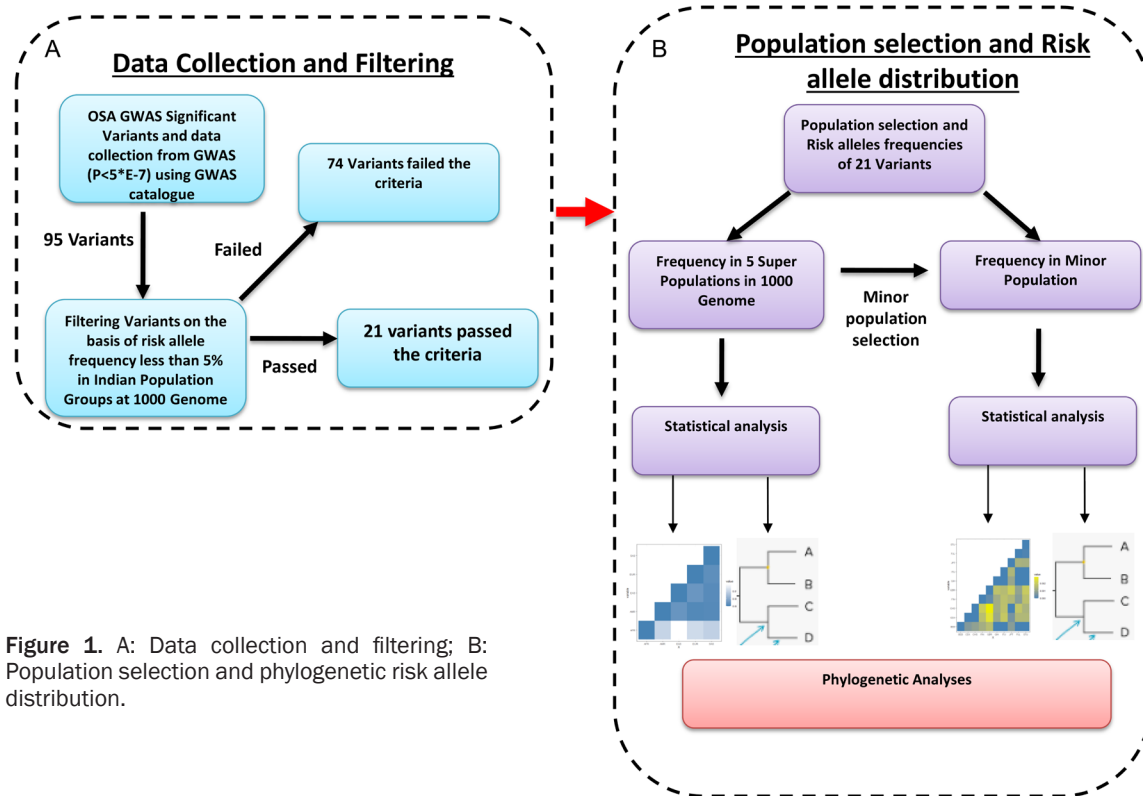 A
Data Collection and Filtering
OSA GWAS Significant
Variants and data
collection from GWAS
(P<5*E-7) using GWAS
catalogue
74 Variants failed the
criteria
95 Variants
Failed
Filtering Variants on the
basis of risk allele
frequency less than 5%
in Indian Population
Groups at 1000 Genome
Passed
21 variants passed
the criteria
B
Population selection and Risk
allele distribution
Population selection and
Risk alleles frequencies
of 21 Variants
Frequency in 5 Super
Populations in 1000
Genome
Minor
population
selection
Frequency in Minor
Population
Statistical analysis
Statistical analysis
A
B
C
D
A
B
C
D
Phylogenetic Analyses
Figure 1. A: Data collection and filtering; B:
Population selection and phylogenetic risk allele
distribution.